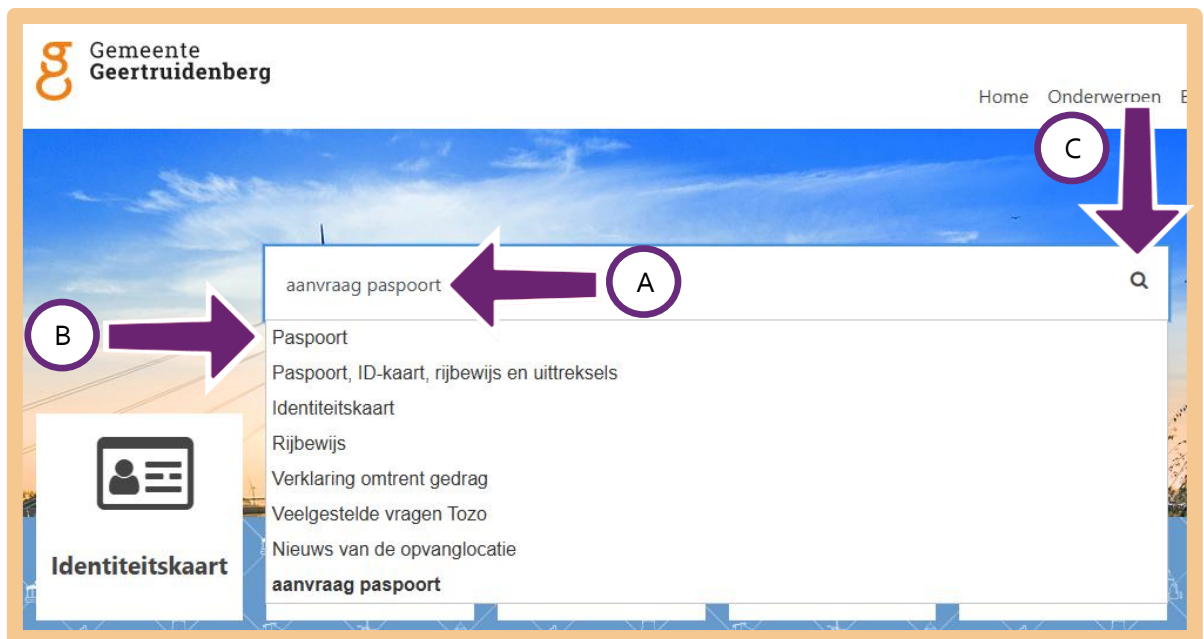 Gemeente
Geertruidenberg
Home Onderwerpen
C
aanvraag paspoort
A
B
Paspoort
Paspoort, ID-kaart, rijbewijs en uittreksels
Identiteitskaart
Rijbewijs
Verklaring omtrent gedrag
Veelgestelde vragen Tozo
Nieuws van de opvanglocatie
aanvraag paspoort
Identiteitskaart